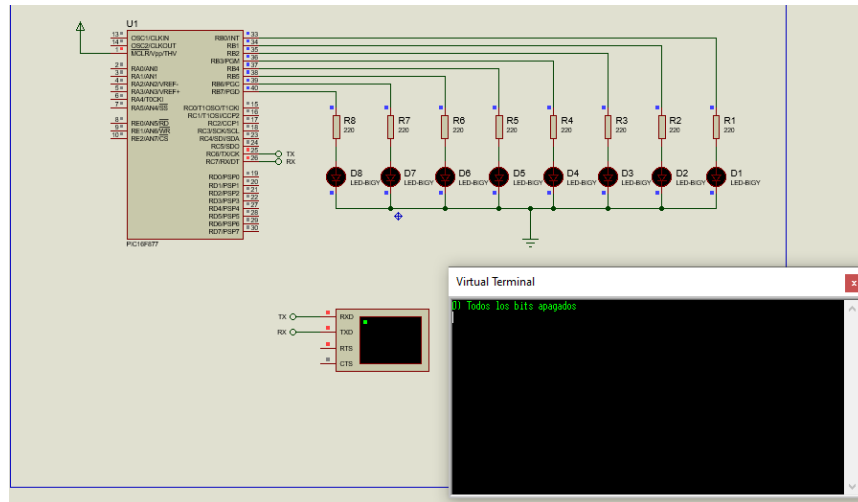 U1
13 OSC1/CLKIN RB0/INT 33
14 OSC2/CLKOUT RB1 34
1 MCLR/Vpp/THV RB2 35
RB3/PGM 36
2 RA0/AN0 RB4 37
3 RA1/AN1 RB5 38
4 RA2/AN2/VREF- RB6/PGC 39
5 RA3/AN3/VREF+ RB7/PGD 40
6 RA4/T0CKI
7 RA5/AN4/SS RC0/T1OSO/T1CKI 15
RC1/T1OSI/CCP2 16
8 RE0/AN5/RD RC2/CCP1 17
9 RE1/AN6/WR RC3/SCK/SCL 18
10 RE2/AN7/CS RC4/SDI/SDA 23
RC5/SDO 24
RC6/TX/CK 25 TX
RC7/RX/DT 26 RX
RD0/PSP0 19
RD1/PSP1 20
RD2/PSP2 21
RD3/PSP3 22
RD4/PSP4 27
RD5/PSP5 28
RD6/PSP6 29
RD7/PSP7 30
PIC16F877
R8 R7 R6 R5 R4 R3 R2 R1
220 220 220 220 220 220 220 220
D8 D7 D6 D5 D4 D3 D2 D1
LED-BIGY LED-BIGY LED-BIGY LED-BIGY LED-BIGY LED-BIGY LED-BIGY LED-BIGY
TX RXD
RX TXD
RTS
CTS
Virtual Terminal x
0) Todos los bits apagados